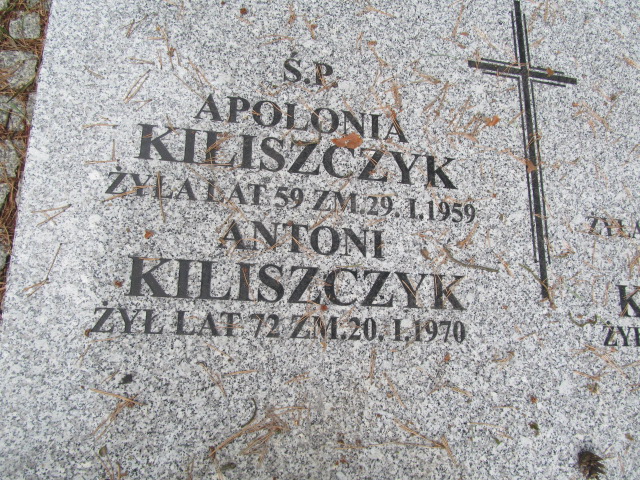 Ś.P.
APOLONIA
KILISZCZYK
ŻYŁA LAT 59 ZM.29. I.1959
ANTONI
KILISZCZYK
ŻYŁ LAT 72 ZM.20. I.1970